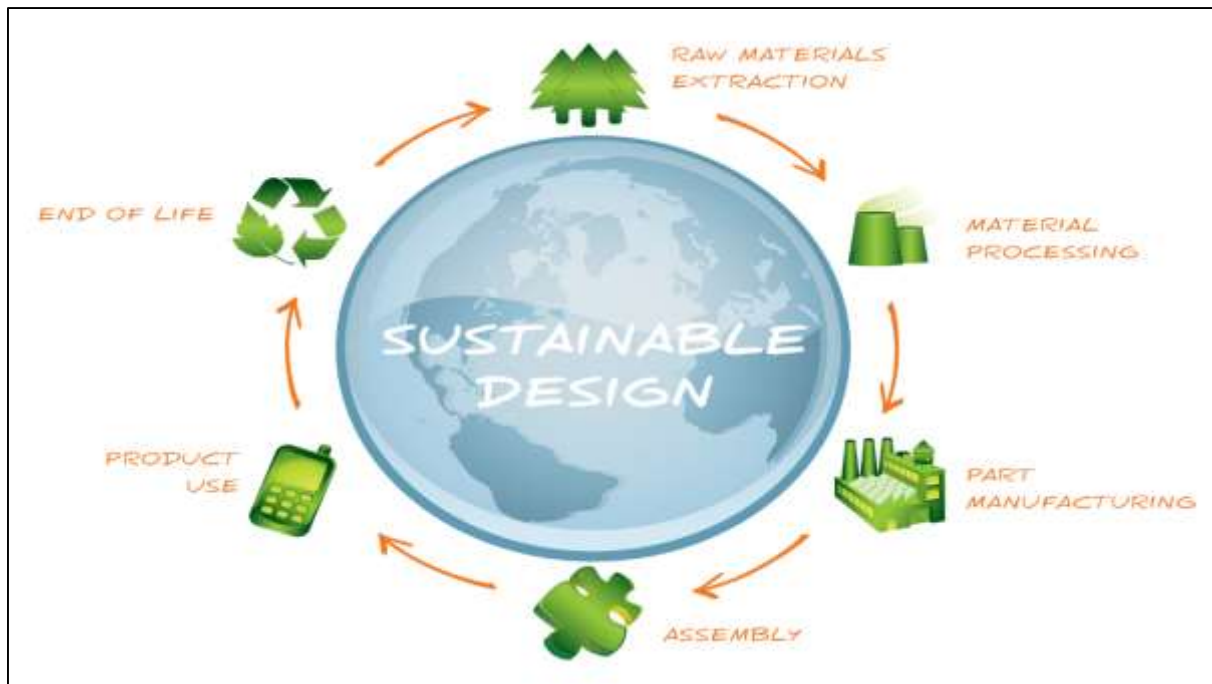 RAW MATERIALS
EXTRACTION
MATERIAL
PROCESSING
PART
MANUFACTURING
ASSEMBLY
PRODUCT
USE
END OF LIFE
SUSTAINABLE
DESIGN